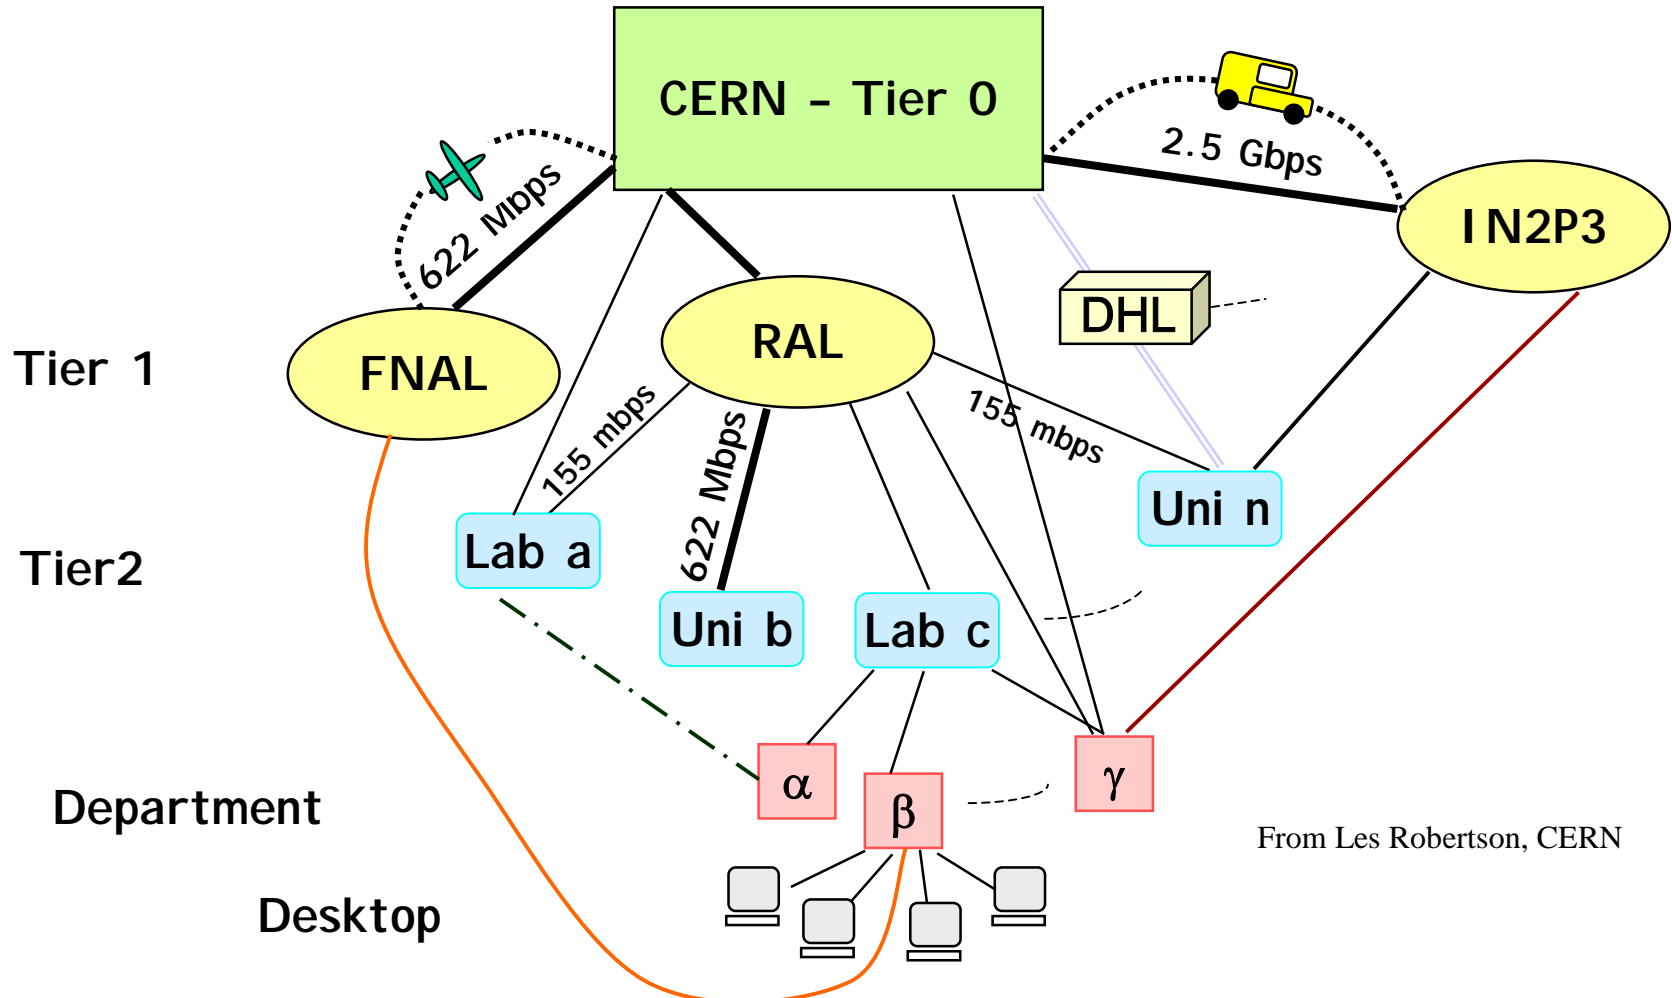 CERN – Tier 0
2.5 Gbps
622 Mbps
IN2P3
DHL
RAL
Tier 1
FNAL
155 mbps
155 mbps
622 Mbps
Uni n
Lab a
Tier2
Uni b
Lab c
α
γ
β
Department
From Les Robertson, CERN
Desktop